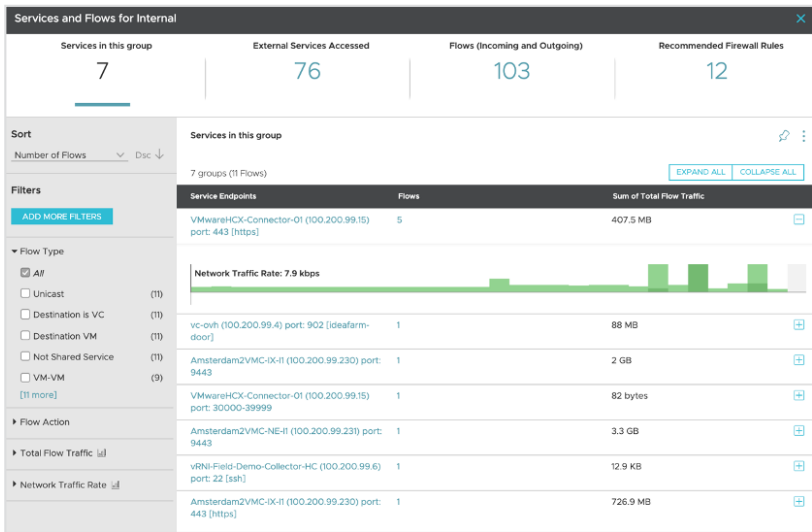 Services and Flows for Internal
Services in this group
7
External Services Accessed
76
Flows (Incoming and Outgoing)
103
Recommended Firewall Rules
12
Sort
Number of Flows
Dsc
Filters
ADD MORE FILTERS
Flow Type
All
Unicast (11)
Destination is VC (11)
Destination VM (11)
Not Shared Service (11)
VM-VM (9)
[11 more]
Flow Action
Total Flow Traffic
Network Traffic Rate
Services in this group
7 groups (11 Flows)
EXPAND ALL COLLAPSE ALL
Service Endpoints Flows Sum of Total Flow Traffic
VMwareHCX-Connector-01 (100.200.99.15) 5 407.5 MB
port: 443 [https]
Network Traffic Rate: 7.9 kbps
vc-ovh (100.200.99.4) port: 902 [ideafarm- 1 88 MB
door]
Amsterdam2VMC-IX-I1 (100.200.99.230) port: 1 2 GB
9443
VMwareHCX-Connector-01 (100.200.99.15) 1 82 bytes
port: 30000-39999
Amsterdam2VMC-NE-I1 (100.200.99.231) port: 1 3.3 GB
9443
vRNI-Field-Demo-Collector-HC (100.200.99.6) 1 12.9 KB
port: 22 [ssh]
Amsterdam2VMC-IX-I1 (100.200.99.230) port: 1 726.9 MB
443 [https]